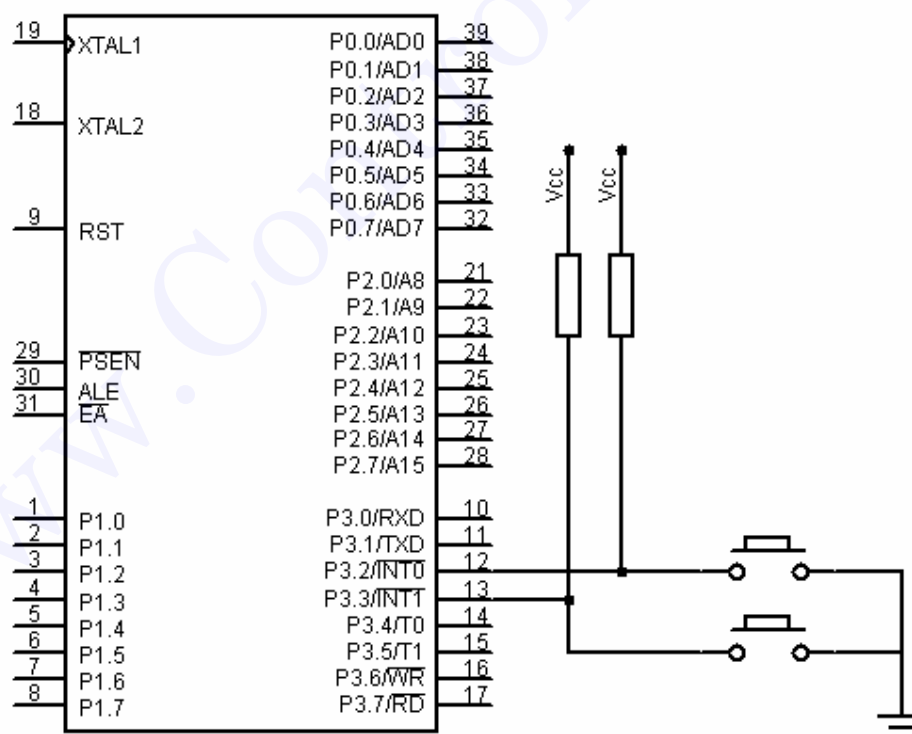 19 XTAL1 P0.0/AD0 39
P0.1/AD1 38
P0.2/AD2 37
18 XTAL2 P0.3/AD3 36
P0.4/AD4 35
P0.5/AD5 34
P0.6/AD6 33
9 RST P0.7/AD7 32
Vcc Vcc
P2.0/A8 21
P2.1/A9 22
P2.2/A10 23
29 PSEN P2.3/A11 24
30 ALE P2.4/A12 25
31 EA P2.5/A13 26
P2.6/A14 27
P2.7/A15 28
1 P1.0 P3.0/RXD 10
2 P1.1 P3.1/TXD 11
3 P1.2 P3.2/INT0 12
4 P1.3 P3.3/INT1 13
5 P1.4 P3.4/T0 14
6 P1.5 P3.5/T1 15
7 P1.6 P3.6/WR 16
8 P1.7 P3.7/RD 17